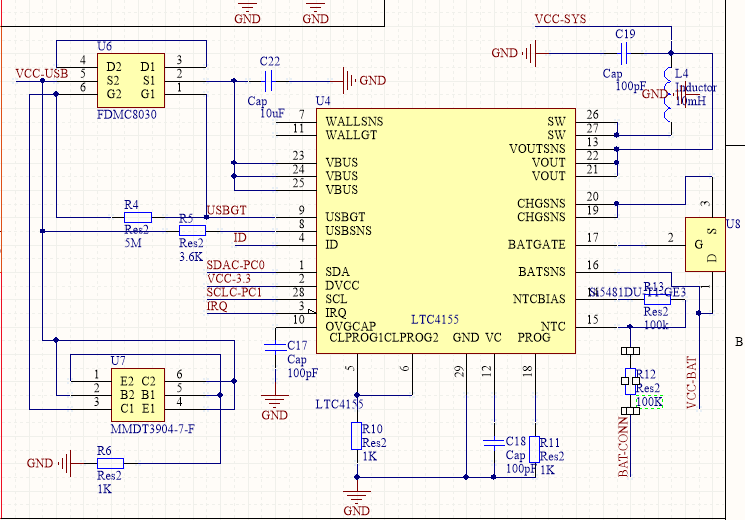 GND
GND
VCC-SYS
C19
GND
Cap
100pF
L4
Inductor
10mH
GND
U6
4
D2
D1
3
VCC-USB
5
S2
S1
2
6
G2
G1
1
FDMC8030
C22
GND
Cap
10uF
U4
7
WALLSNS
SW
26
11
WALLGT
SW
27
VOUTSNS
13
23
VBUS
VOUT
22
24
VBUS
VOUT
21
25
VBUS
CHGSNS
20
CHGSNS
19
3
R4
Res2
5M
R5
Res2
3.6K
USBGT
9
USBGT
8
USBSNS
ID
4
ID
BATGATE
17
2
U8
G
S
D
SDAC-PC0
1
SDA
BATSNS
16
VCC-3.3
2
DVCC
SCLC-PC1
28
SCL
NTCBIAS
14
SI5481DU-T1-GE3
R13
Res2
100k
IRQ
3
IRQ
10
OVGCAP
NTC
15
LTC4155
CLPROG1
CLPROG2
GND
VC
PROG
5
6
29
12
18
C17
Cap
100pF
GND
LTC4155
U7
1
E2
C2
6
2
B2
B1
5
3
C1
E1
4
MMDT3904-7-F
R12
Res2
100K
VCC-BAT
BAT-CONN
B
R6
GND
Res2
1K
R10
Res2
1K
C18
Cap
100pF
R11
Res2
1K
GND